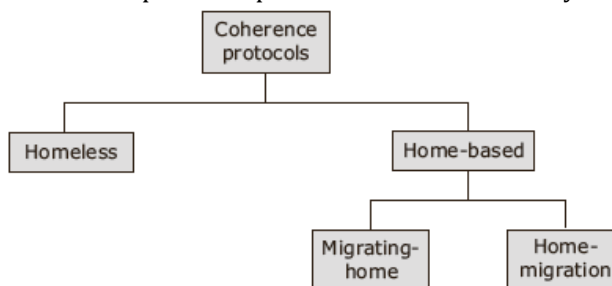 Coherence
protocols
Homeless
Home-based
Migrating-
home
Home-
migration